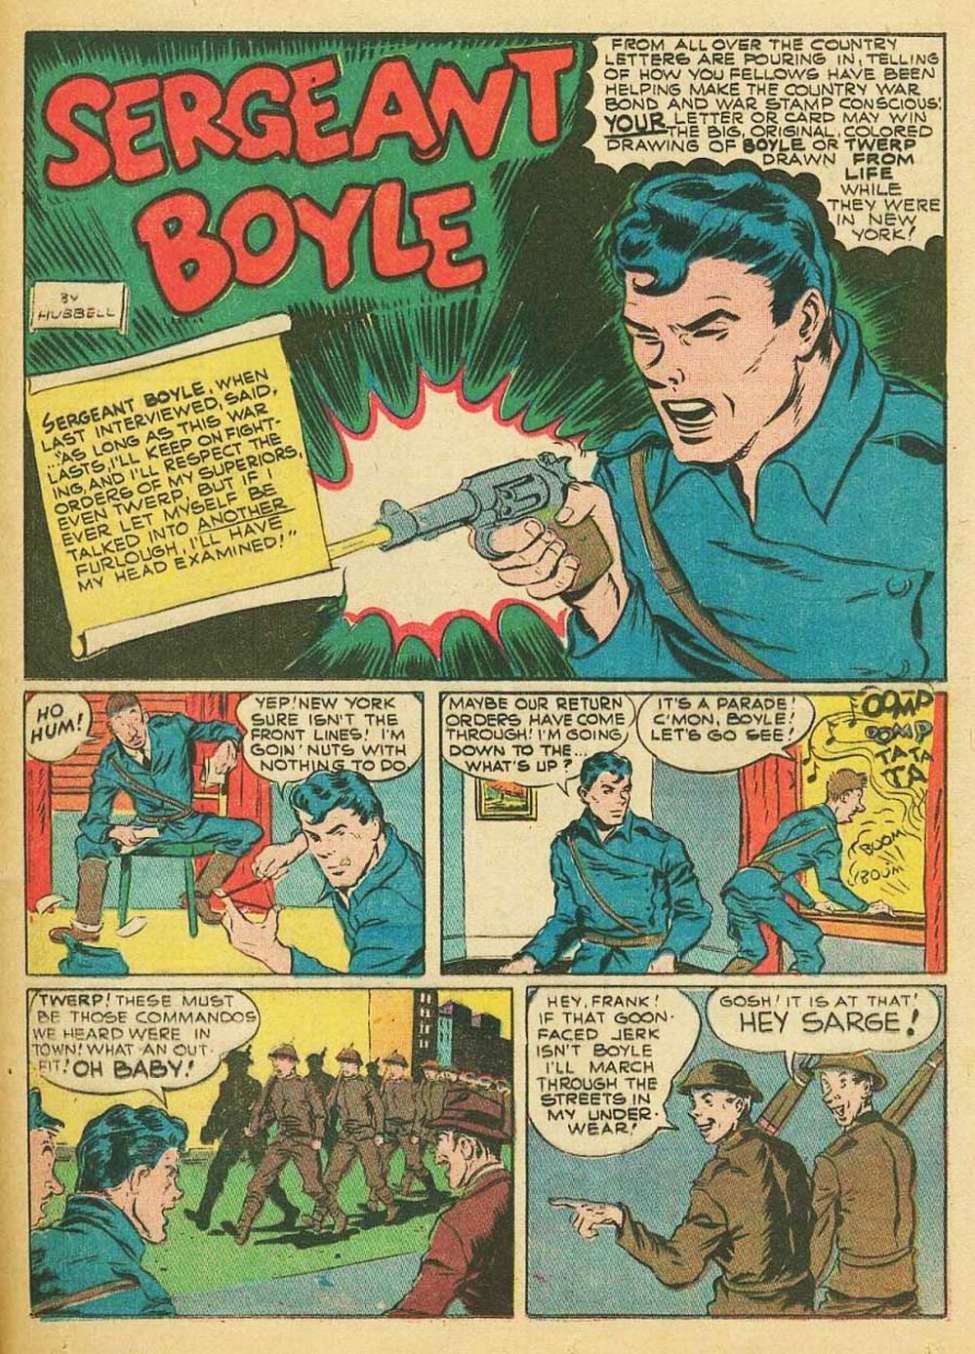 SERGEANT
BOYLE
BY
HUBBELL
FROM ALL OVER THE COUNTRY
LETTERS ARE POURING IN, TELLING
OF HOW YOU FELLOWS HAVE BEEN
HELPING MAKE THE COUNTRY WAR
BOND AND WAR STAMP CONSCIOUS!
YOUR LETTER OR CARD MAY WIN
THE BIG, ORIGINAL, COLORED
DRAWING OF BOYLE OR TWERP
DRAWN FROM
LIFE
WHILE
THEY WERE
IN NEW
YORK!
SERGEANT BOYLE, WHEN
LAST INTERVIEWED, SAID,
"AS LONG AS THIS WAR
LASTS, I'LL KEEP ON FIGHT-
ING, AND I'LL RESPECT THE
ORDERS OF MY SUPERIORS,
EVEN TWERP, BUT IF I
EVER LET MYSELF BE
TALKED INTO ANOTHER
FURLOUGH, I'LL HAVE
MY HEAD EXAMINED!"
HO
HUM!
YEP! NEW YORK
SURE ISN'T THE
FRONT LINES! I'M
GOIN' NUTS WITH
NOTHING TO DO
MAYBE OUR RETURN
ORDERS HAVE COME
THROUGH! I'M GOING
DOWN TO THE...
WHAT'S UP?
IT'S A PARADE!
C'MON, BOYLE!
LET'S GO SEE!
OOMP
OOMP
TA TA
TA
BOOM
BOUM
TWERP! THESE MUST
BE THOSE COMMANDOS
WE HEARD WERE IN
TOWN! WHAT AN OUT-
FIT! OH BABY!
HEY, FRANK!
IF THAT GOON-
FACED JERK
ISN'T BOYLE
I'LL MARCH
THROUGH THE
STREETS IN
MY UNDER-
WEAR!
GOSH! IT IS AT THAT!
HEY SARGE!